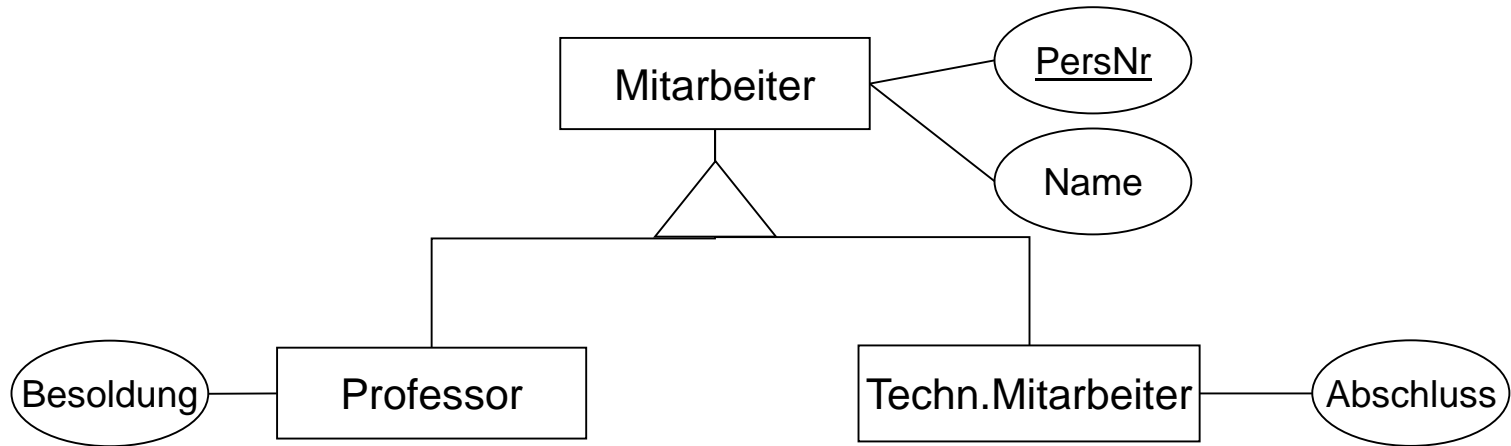 PersNr
Mitarbeiter
Name
Besoldung
Professor
Techn.Mitarbeiter
Abschluss